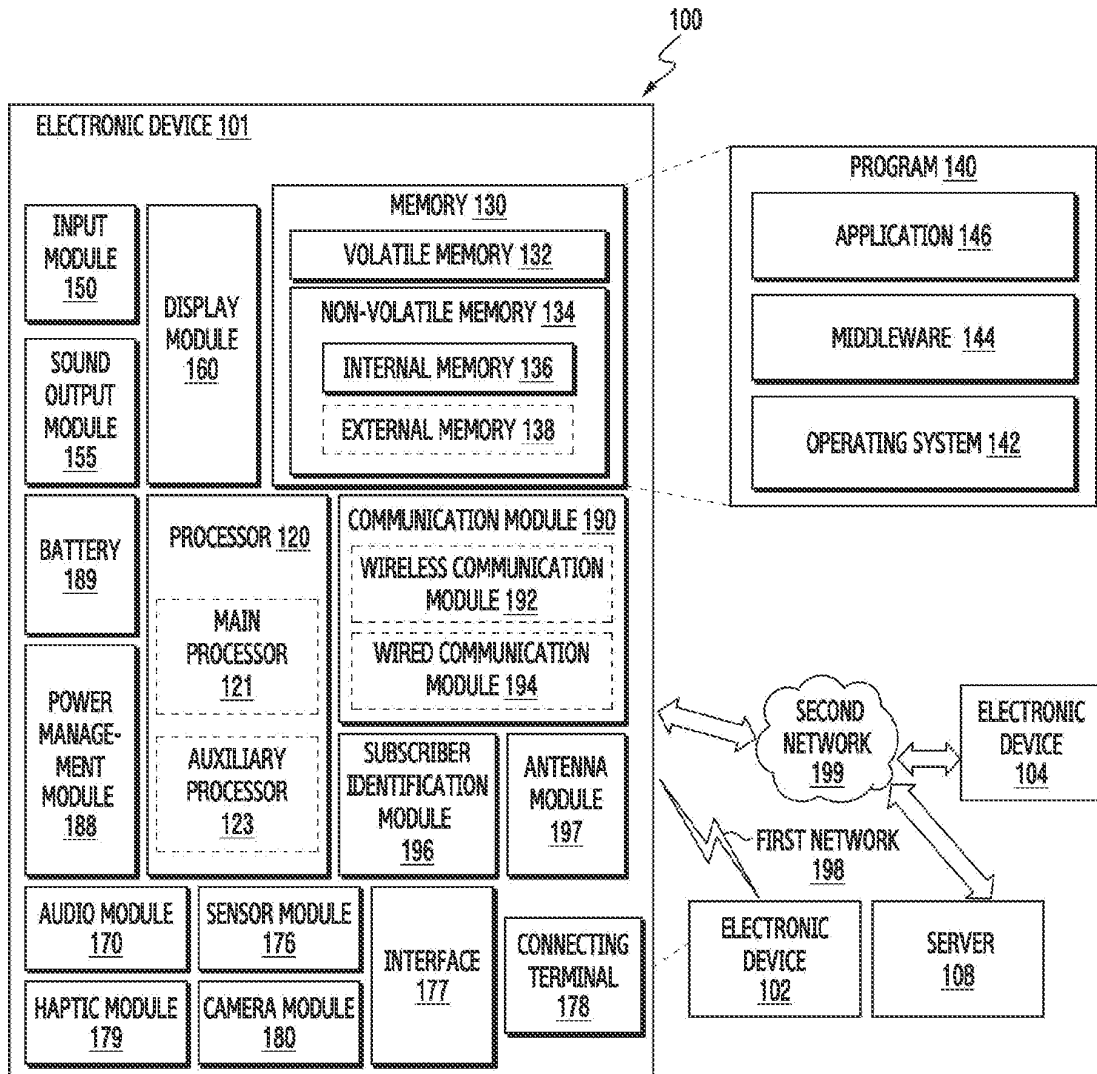 100
ELECTRONIC DEVICE 101
INPUT
MODULE
150
SOUND
OUTPUT
MODULE
155
DISPLAY
MODULE
160
MEMORY 130
VOLATILE MEMORY 132
NON-VOLATILE MEMORY 134
INTERNAL MEMORY 136
EXTERNAL MEMORY 138
PROGRAM 140
APPLICATION 146
MIDDLEWARE 144
OPERATING SYSTEM 142
BATTERY
189
POWER
MANAGE-
MENT
MODULE
188
PROCESSOR 120
MAIN
PROCESSOR
121
AUXILIARY
PROCESSOR
123
COMMUNICATION MODULE 190
WIRELESS COMMUNICATION
MODULE 192
WIRED COMMUNICATION
MODULE 194
SUBSCRIBER
IDENTIFICATION
MODULE
196
ANTENNA
MODULE
197
SECOND
NETWORK
199
ELECTRONIC
DEVICE
104
FIRST NETWORK
198
AUDIO MODULE
170
SENSOR MODULE
176
HAPTIC MODULE
179
CAMERA MODULE
180
INTERFACE
177
CONNECTING
TERMINAL
178
ELECTRONIC
DEVICE
102
SERVER
108